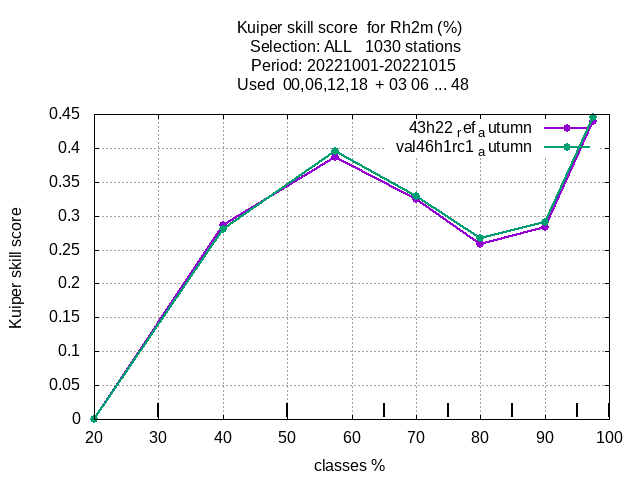 Kuiper skill score  for Rh2m (%)
Selection: ALL   1030 stations
Period: 20221001-20221015
Used  00,06,12,18  + 03 06 ... 48
43h22 ref autumn
val46h1rc1 autumn
0.45
0.4
0.35
0.3
0.25
0.2
0.15
0.1
0.05
0
Kuiper skill score
20 30 40 50 60 70 80 90 100
classes %